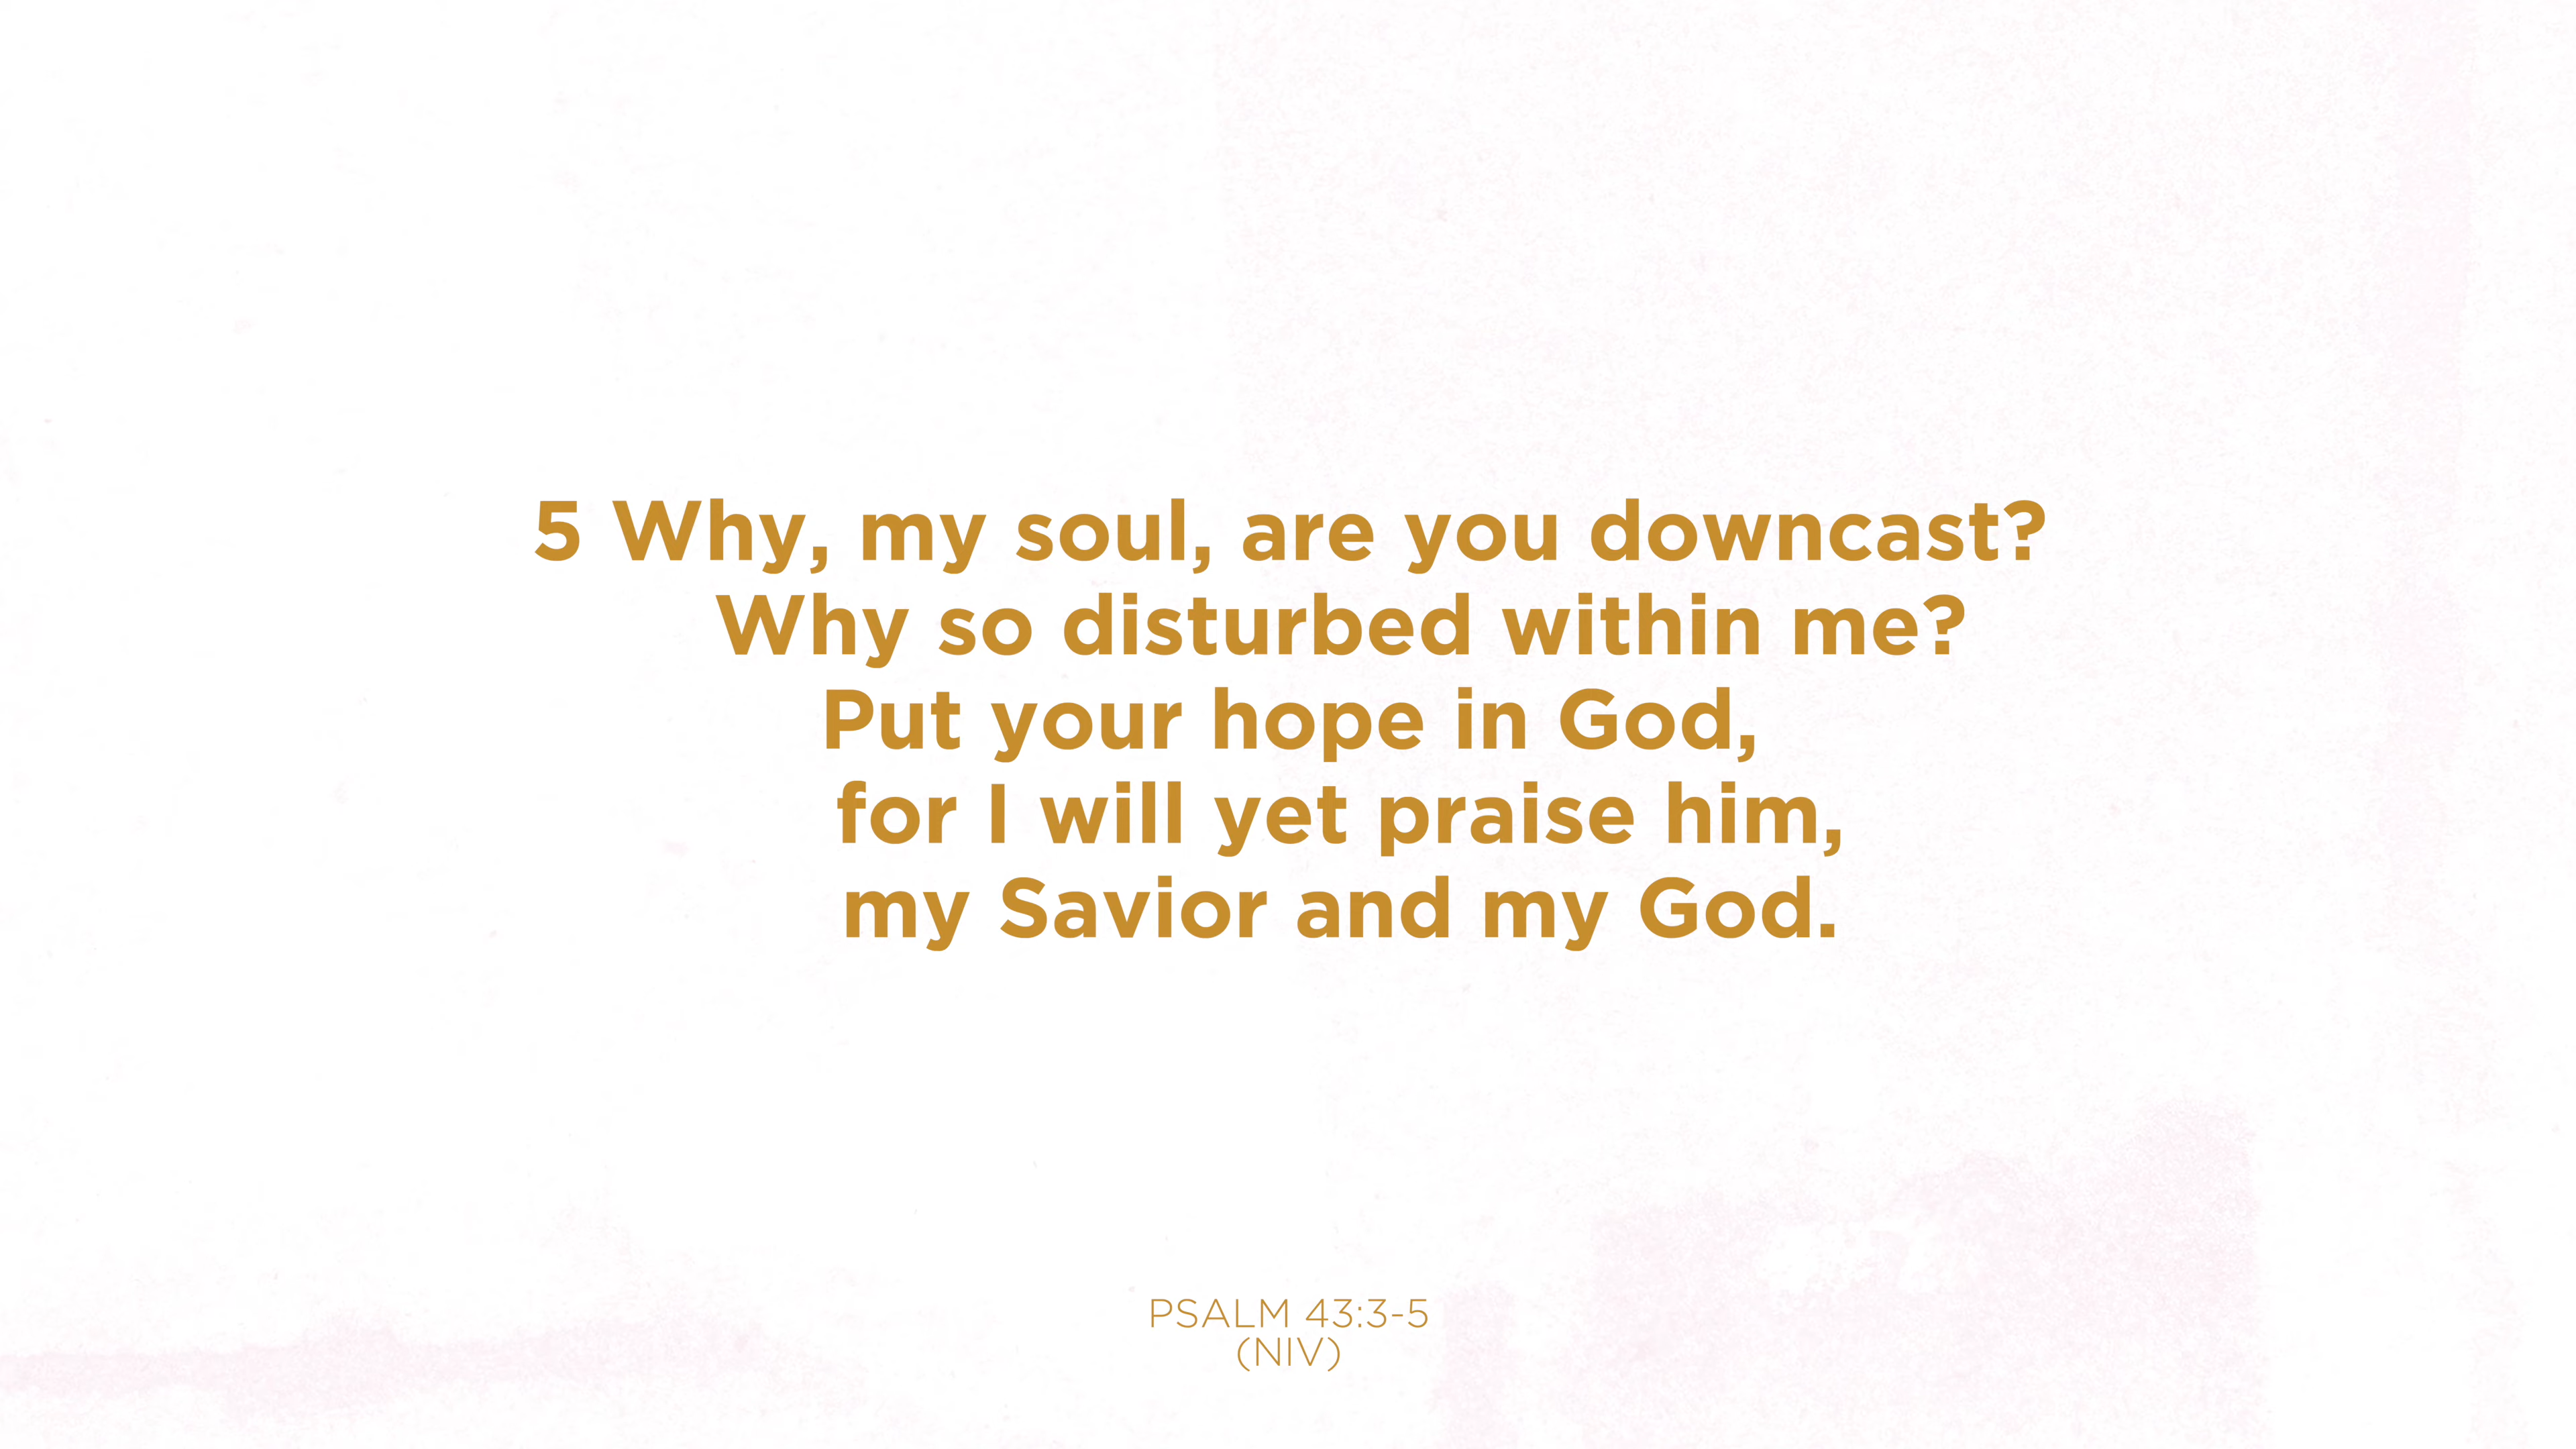 5 Why, my soul, are you downcast?
Why so disturbed within me?
Put your hope in God,
for I will yet praise him,
my Savior and my God.
PSALM 43:3-5
(NIV)